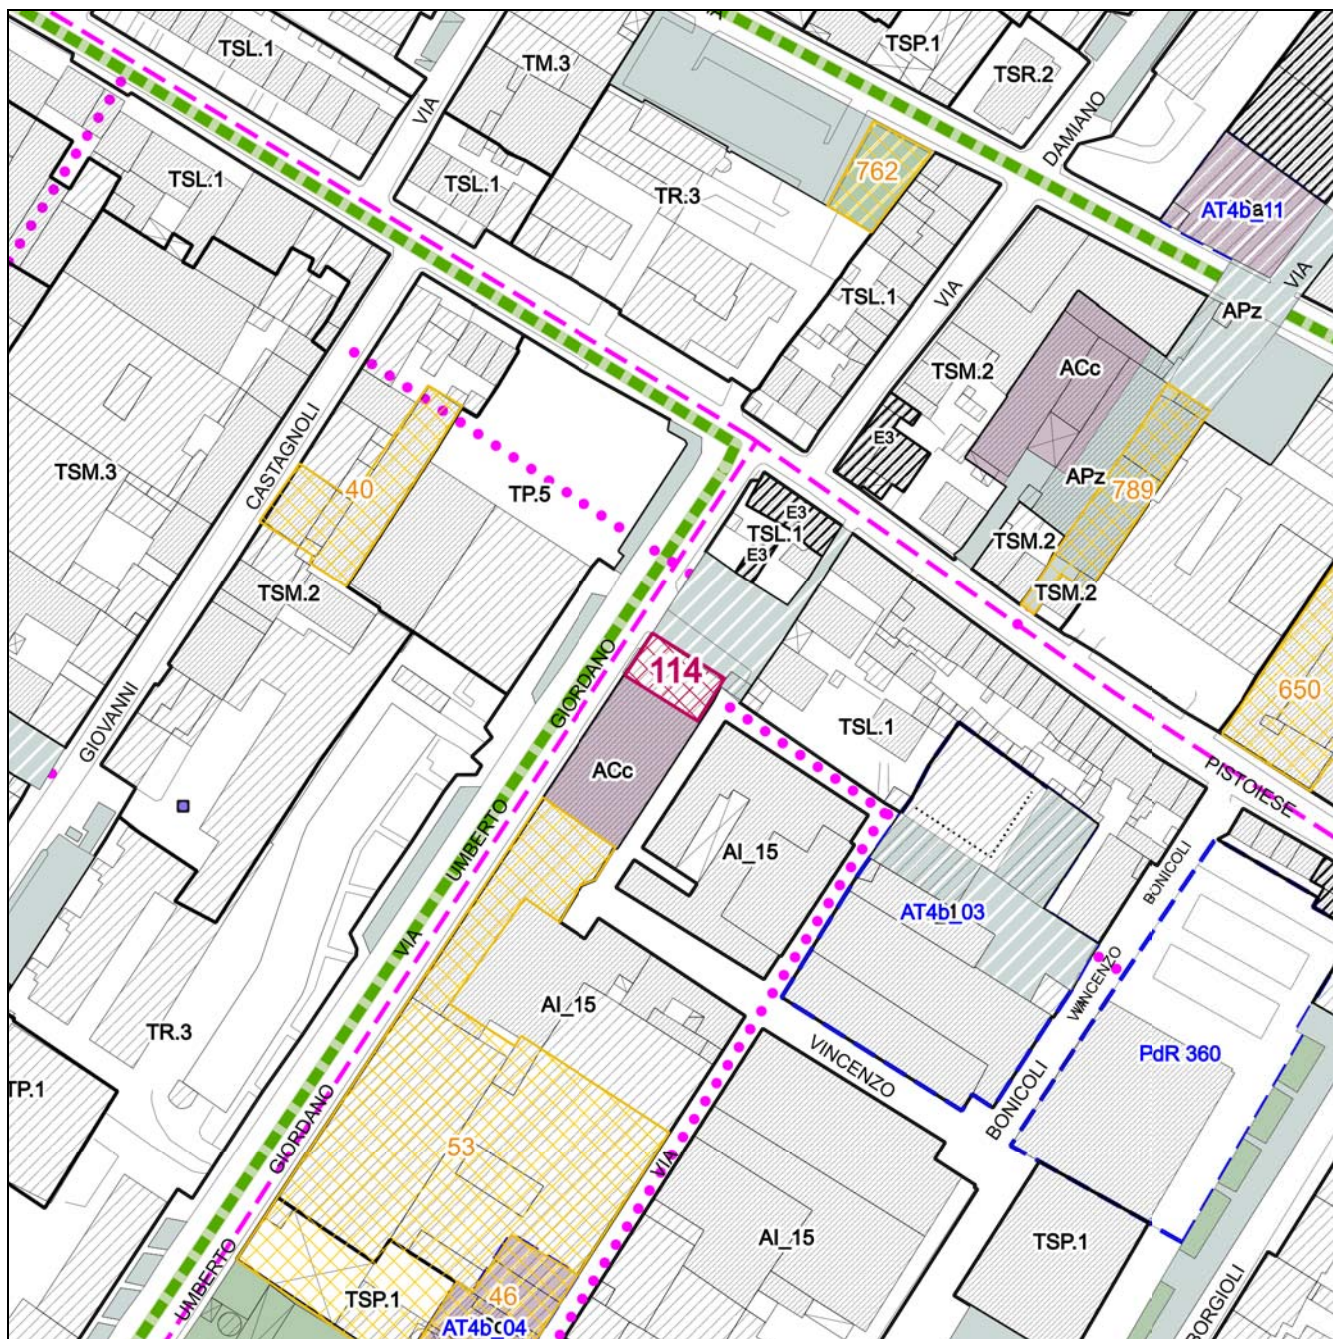 TSL.1
VIA
TM.3
TSP.1
TSR.2
DAMIANO
762
TSL.1
TSL.1
TR.3
AT4b_11
VIA
VIA
APz
TSL.1
TSM.2
ACc
CASTAGNOLI
E3
TSM.3
40
TP.5
APz
789
E3
TSL.1
E3
TSM.2
TSM.2
TSM.2
GIORDANO
114
650
GIOVANNI
TSL.1
ACc
PISTOIESE
UMBERTO
AI_15
BONICOLI
AT4b_03
VIA
VINCENZO
AI_15
TR.3
VINCENZO
PdR 360
TP.1
GIORDANO
BONICOLI
53
VIA
AI_15
TSP.1
UMBERTO
TSP.1
46
AT4b_04
BORGIOLI